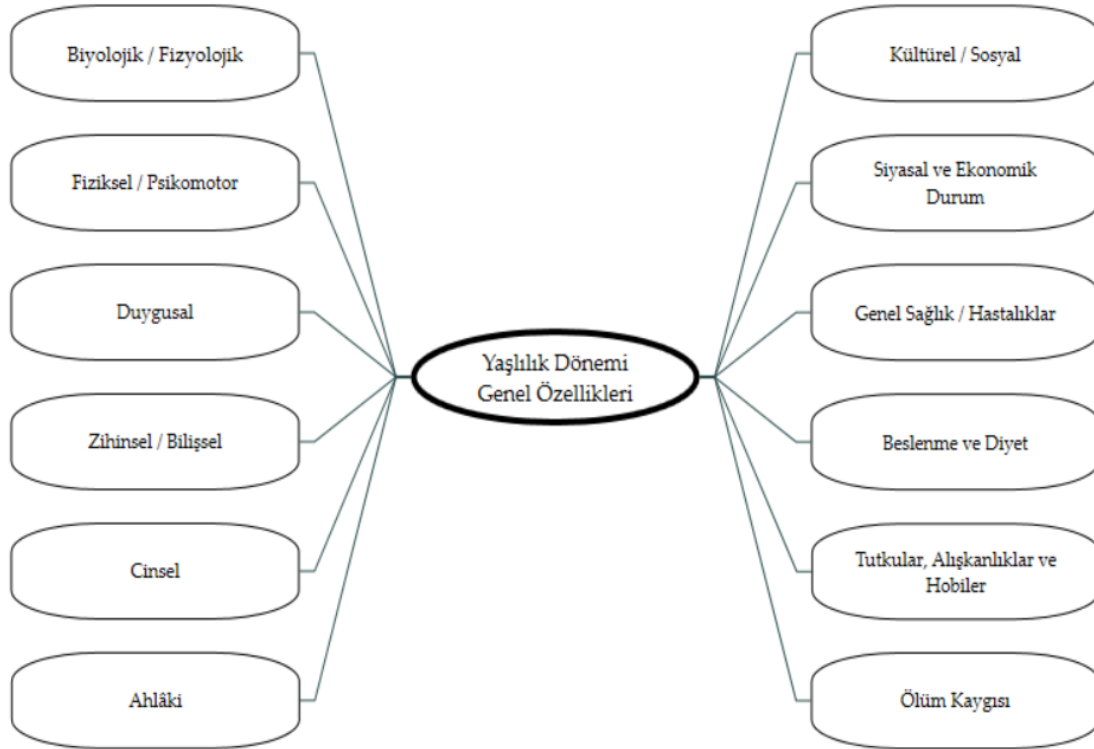 Biyolojik / Fizyolojik
Fiziksel / Psikomotor
Duygusal
Zihinsel / Bilişsel
Cinsel
Ahlâki
Yaşlılık Dönemi
Genel Özellikleri
Kültürel / Sosyal
Siyasal ve Ekonomik
Durum
Genel Sağlık / Hastalıklar
Beslenme ve Diyet
Tutkular, Alışkanlıklar ve
Hobiler
Ölüm Kaygısı